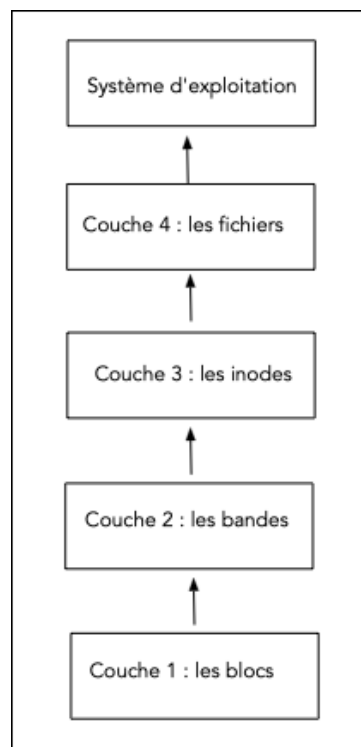 Système d'exploitation
Couche 4 : les fichiers
Couche 3 : les inodes
Couche 2 : les bandes
Couche 1 : les blocs